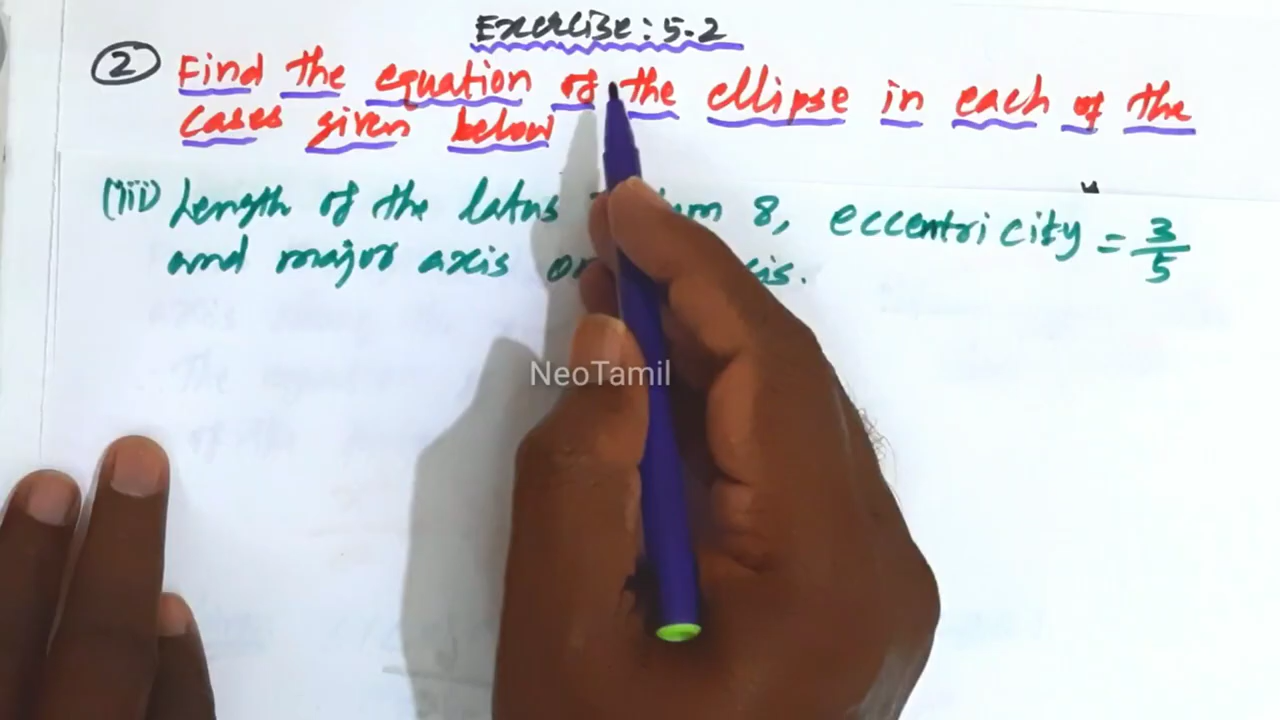 Exercise: 5.2
② Find the equation of the ellipse in each of the
cases given below
(iii) Length of the latus 8, eccentricity = 3/5
and major axis on
NeoTamil